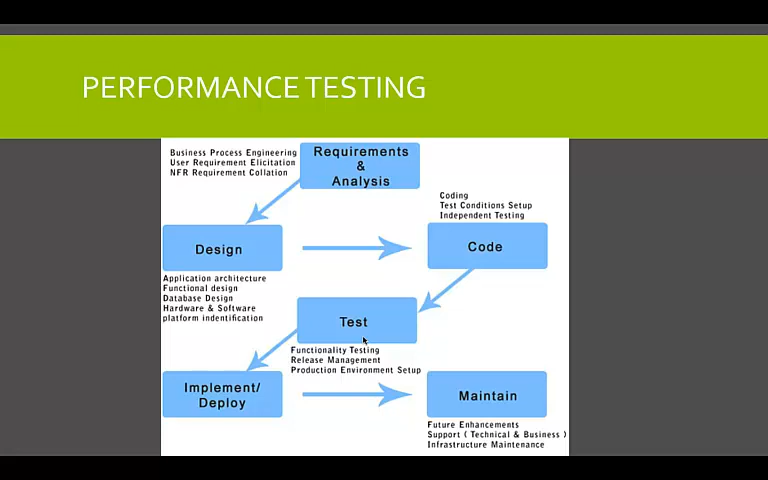 PERFORMANCE TESTING
Business Process Engineering
User Requirement Elicitation
NFR Requirement Collation
Requirements
&
Analysis
Coding
Test Conditions Setup
Independent Testing
Design
Code
Application architecture
Functional design
Database Design
Hardware & Software
platform indentification
Test
Functionality Testing
Release Management
Production Environment Setup
Implement/
Deploy
Maintain
Future Enhancements
Support ( Technical & Business )
Infrastructure Maintenance